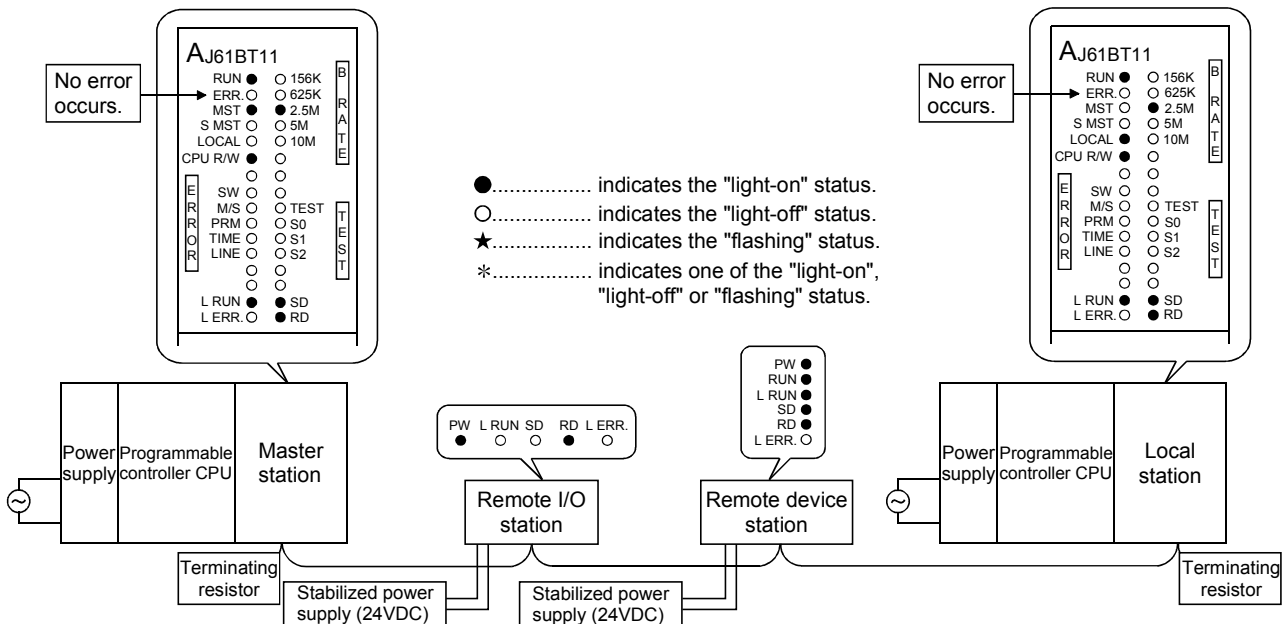 AJ61BT11
RUN ● ○ 156K
ERR. ○ ○ 625K
MST ● ● 2.5M
S MST ○ ○ 5M
LOCAL ○ ○ 10M
CPU R/W ● ○
○ ○
SW ○ ○
M/S ○ ○ TEST
PRM ○ ○ S0
TIME ○ ○ S1
LINE ○ ○ S2
○ ○
○ ○
L RUN ● ● SD
L ERR. ○ ● RD
B RATE
ERROR
TEST
No error
occurs.
●................. indicates the "light-on" status.
○................. indicates the "light-off" status.
★................. indicates the "flashing" status.
*................. indicates one of the "light-on",
"light-off" or "flashing" status.
No error
occurs.
AJ61BT11
RUN ● ○ 156K
ERR. ○ ○ 625K
MST ○ ● 2.5M
S MST ○ ○ 5M
LOCAL ● ○ 10M
CPU R/W ● ○
○ ○
SW ○ ○
M/S ○ ○ TEST
PRM ○ ○ S0
TIME ○ ○ S1
LINE ○ ○ S2
○ ○
○ ○
L RUN ● ● SD
L ERR. ○ ● RD
B RATE
ERROR
TEST
PW L RUN SD RD L ERR.
● ○ ○ ● ○
PW ●
RUN ●
L RUN ●
SD ●
RD ●
L ERR. ○
Power
supply
Programmable
controller CPU
Master
station
Remote I/O
station
Remote device
station
Power
supply
Programmable
controller CPU
Local
station
Terminating
resistor
Stabilized power
supply (24VDC)
Stabilized power
supply (24VDC)
Terminating
resistor